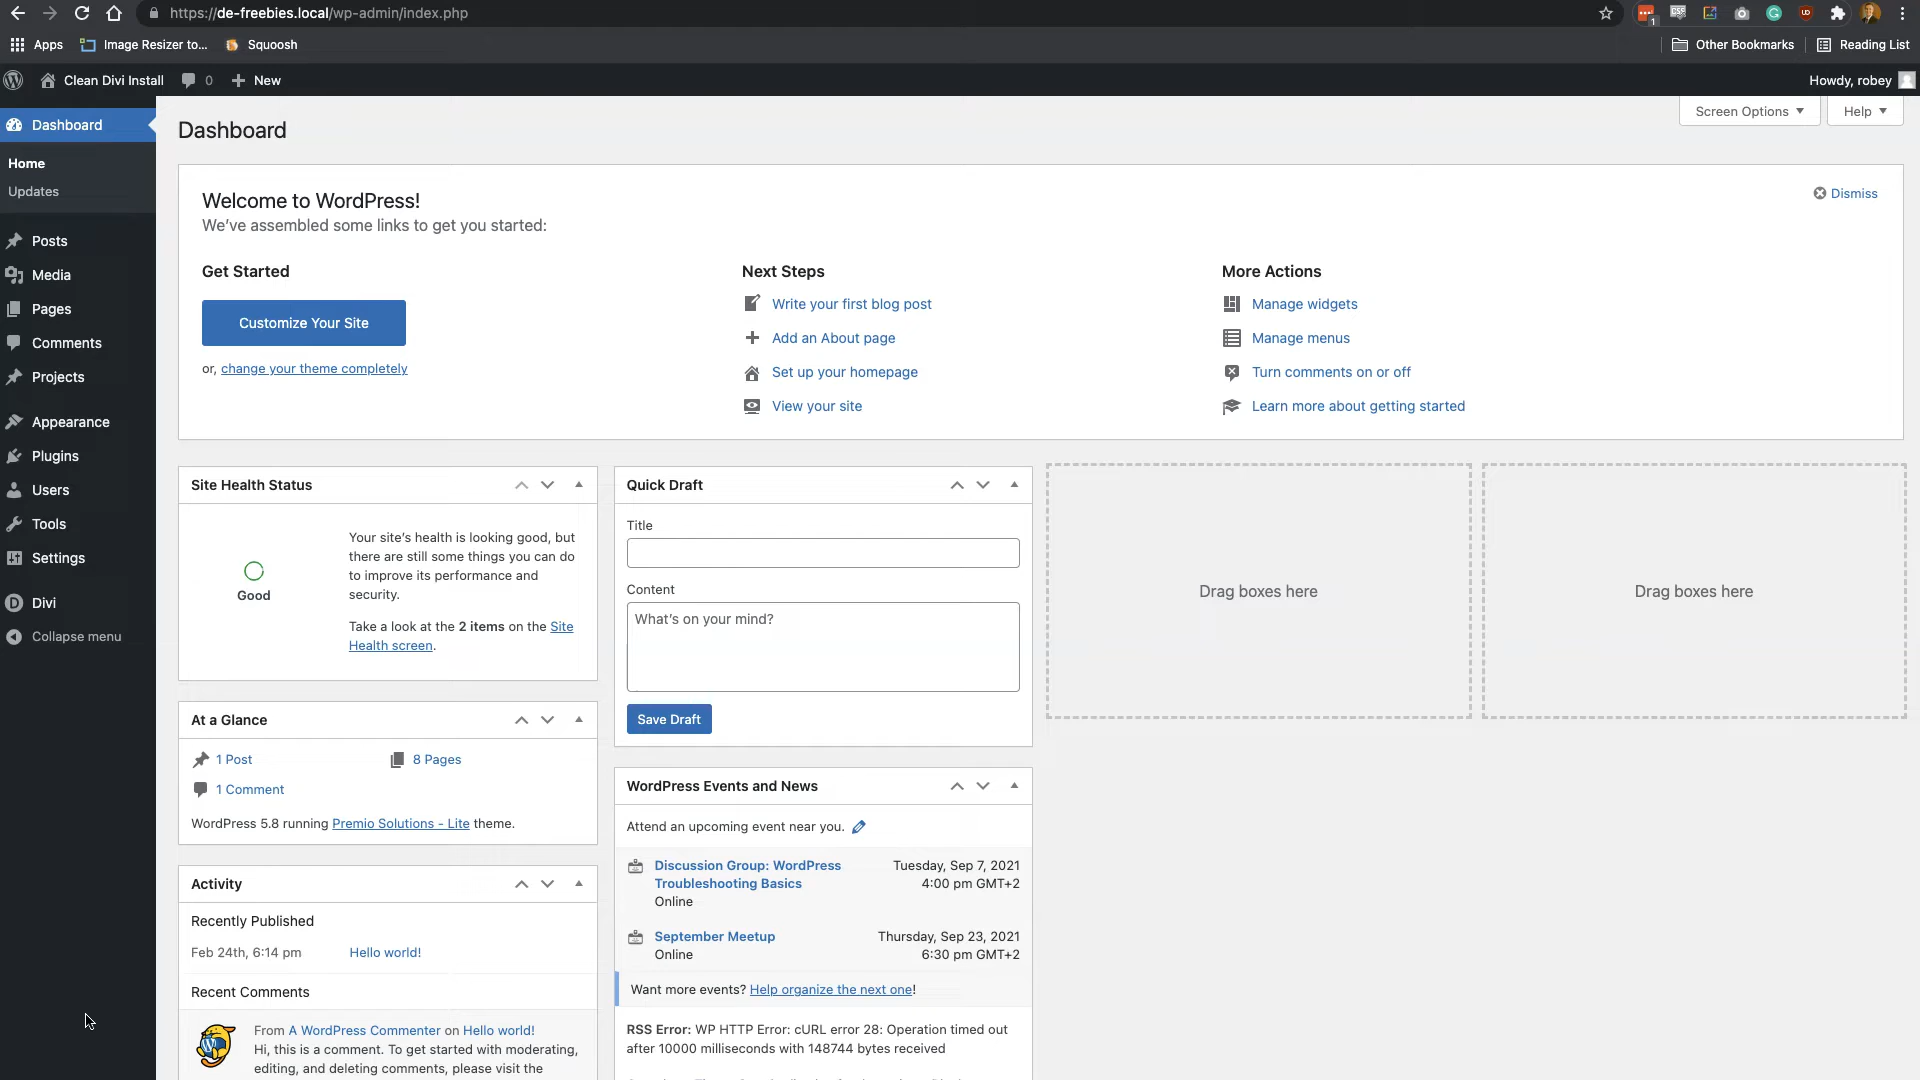 https://de-freebies.local/wp-admin/index.php
1
Apps
Image Resizer to...
Squoosh
Other Bookmarks
Reading List
Clean Divi Install
0
New
Howdy, robey
Dashboard
Home
Updates
Posts
Media
Pages
Comments
Projects
Appearance
Plugins
Users
Tools
Settings
Divi
Collapse menu
Dashboard
Screen Options
Help
Welcome to WordPress!
We've assembled some links to get you started:
Dismiss
Get Started
Customize Your Site
or, change your theme completely
Next Steps
Write your first blog post
Add an About page
Set up your homepage
View your site
More Actions
Manage widgets
Manage menus
Turn comments on or off
Learn more about getting started
Site Health Status
Good
Your site's health is looking good, but
there are still some things you can do
to improve its performance and
security.
Take a look at the 2 items on the Site
Health screen.
At a Glance
1 Post
8 Pages
1 Comment
WordPress 5.8 running Premio Solutions - Lite theme.
Activity
Recently Published
Feb 24th, 6:14 pm
Hello world!
Recent Comments
From A WordPress Commenter on Hello world!
Hi, this is a comment. To get started with moderating,
editing, and deleting comments, please visit the
Quick Draft
Title
Content
What's on your mind?
Save Draft
WordPress Events and News
Attend an upcoming event near you.
Discussion Group: WordPress
Troubleshooting Basics
Online
Tuesday, Sep 7, 2021
4:00 pm GMT+2
September Meetup
Online
Thursday, Sep 23, 2021
6:30 pm GMT+2
Want more events? Help organize the next one!
RSS Error: WP HTTP Error: cURL error 28: Operation timed out
after 10000 milliseconds with 148744 bytes received
Drag boxes here
Drag boxes here